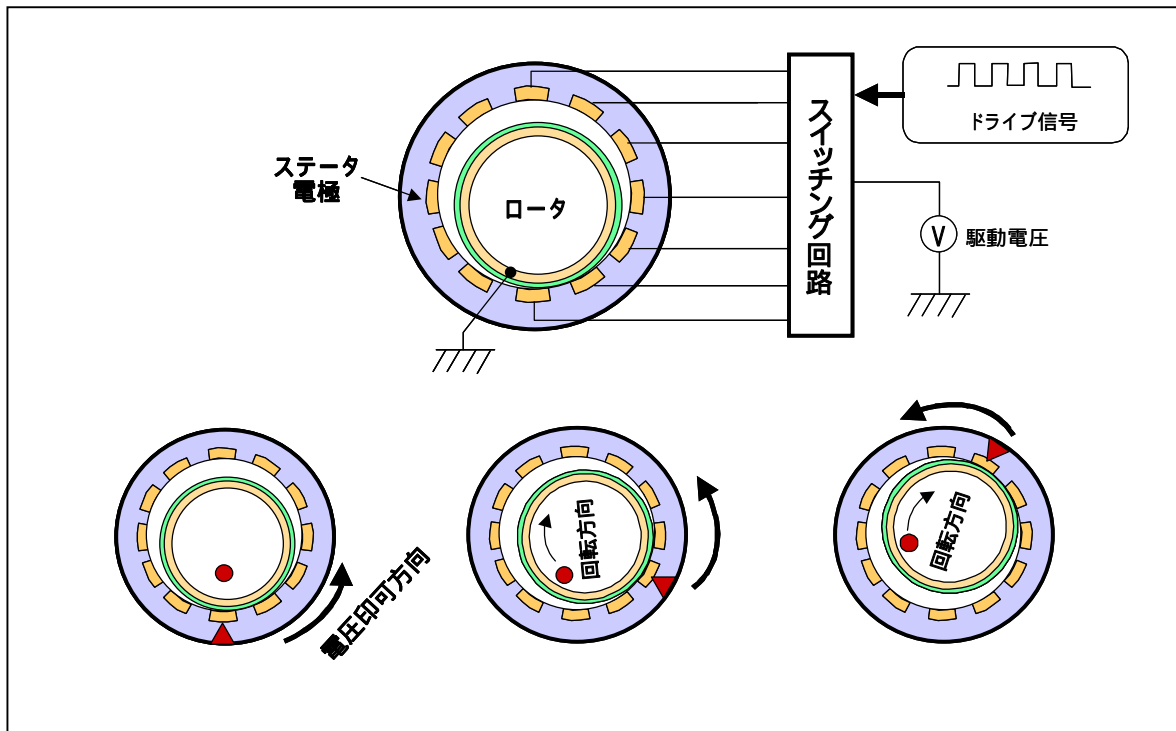 ステータ
電極
ロータ
スイッチング回路
ドライブ信号
V
駆動電圧
電圧印可方向
回転方向
回転方向